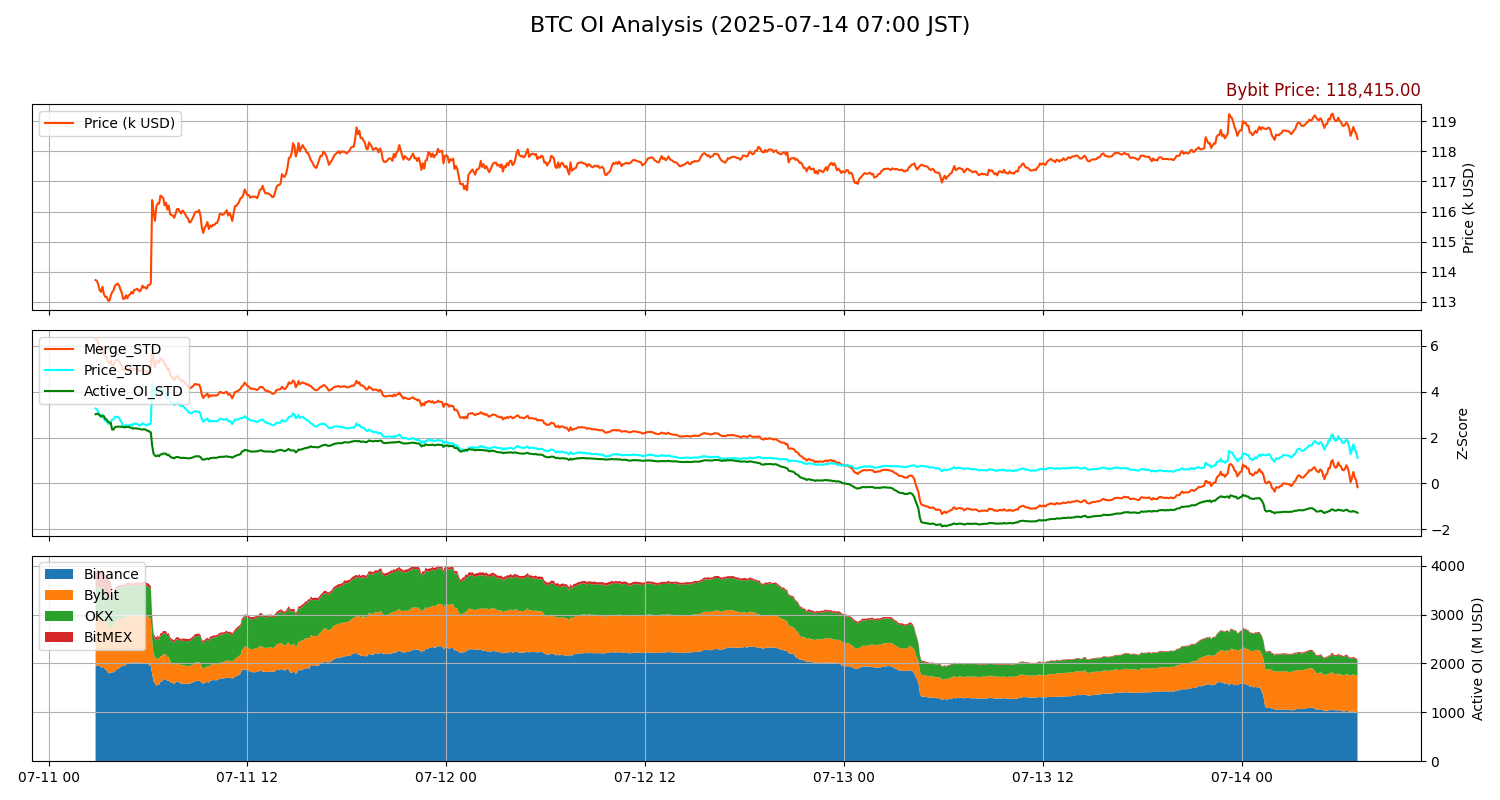 BTC OI Analysis (2025-07-14 07:00 JST)
Bybit Price: 118,415.00
Price (k USD)
119
118
117
116
115
114
113
Price (k USD)
Merge_STD
Price_STD
Active_OI_STD
6
4
2
0
−2
Z-Score
Binance
Bybit
OKX
BitMEX
4000
3000
2000
1000
0
Active OI (M USD)
07-11 00
07-11 12
07-12 00
07-12 12
07-13 00
07-13 12
07-14 00